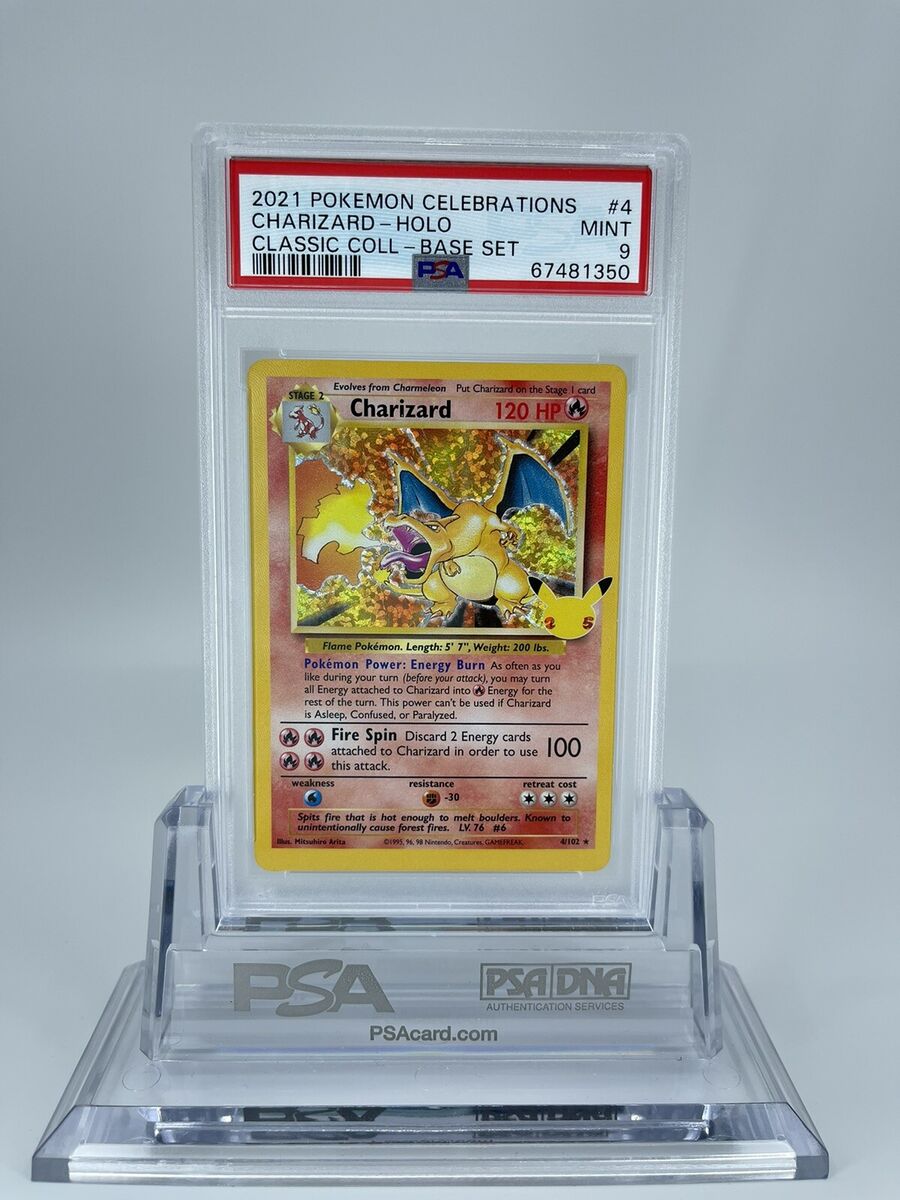 2021 POKEMON CELEBRATIONS #4
CHARIZARD-HOLO MINT
CLASSIC COLL-BASE SET 9
PSA 67481350
Evolves from Charmeleon Put Charizard on the Stage 1 card
STAGE 2
Charizard 120 HP
2 5
Flame Pokémon. Length: 5' 7", Weight: 200 lbs.
Pokémon Power: Energy Burn As often as you
like during your turn (before your attack), you may turn
all Energy attached to Charizard into Energy for the
rest of the turn. This power can't be used if Charizard
is Asleep, Confused, or Paralyzed.
Fire Spin Discard 2 Energy cards
attached to Charizard in order to use 100
this attack.
weakness resistance retreat cost
-30
Spits fire that is hot enough to melt boulders. Known to
unintentionally cause forest fires. LV. 76 #6
Illus. Mitsuhiro Arita ©1995, 96, 98 Nintendo, Creatures, GAMEFREAK. 4/102 ★
PSA
PSA PSA DNA
AUTHENTICATION SERVICES
PSAcard.com